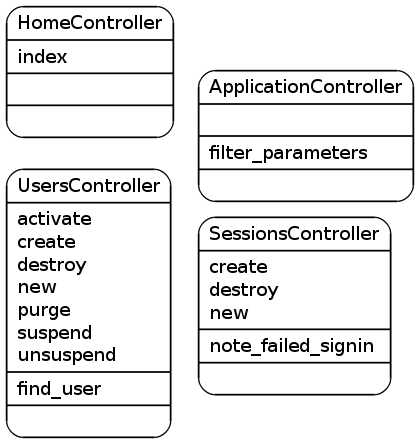 HomeController
index
ApplicationController
filter_parameters
UsersController
activate
create
destroy
new
purge
suspend
unsuspend
find_user
SessionsController
create
destroy
new
note_failed_signin